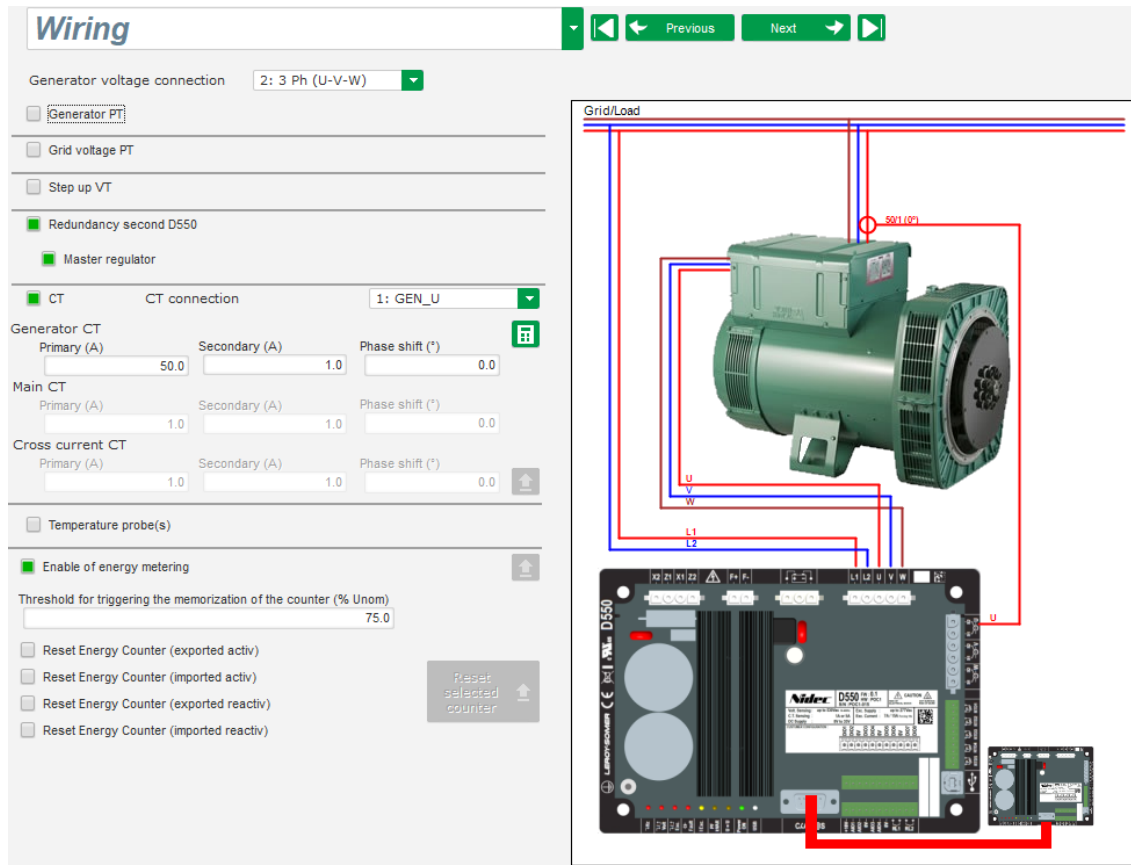 Wiring
Previous
Next
Generator voltage connection
2: 3 Ph (U-V-W)
Generator PT
Grid voltage PT
Step up VT
Redundancy second D550
Master regulator
CT
CT connection
1: GEN_U
Generator CT
Primary (A)
Secondary (A)
Phase shift (°)
50.0
1.0
0.0
Main CT
Primary (A)
Secondary (A)
Phase shift (°)
1.0
1.0
0.0
Cross current CT
Primary (A)
Secondary (A)
Phase shift (°)
1.0
1.0
0.0
Temperature probe(s)
Enable of energy metering
Threshold for triggering the memorization of the counter (% Unom)
75.0
Reset Energy Counter (exported activ)
Reset Energy Counter (imported activ)
Reset Energy Counter (exported reactiv)
Reset Energy Counter (imported reactiv)
Reset
selected
counter
Grid/Load
50/1 (0°)
U
V
W
L1
L2
X2 Z1 X1 Z2
F+ F-
L1 L2 U V W
U
D550
LEROY-SOMER
Nidec
D550
CAUTION